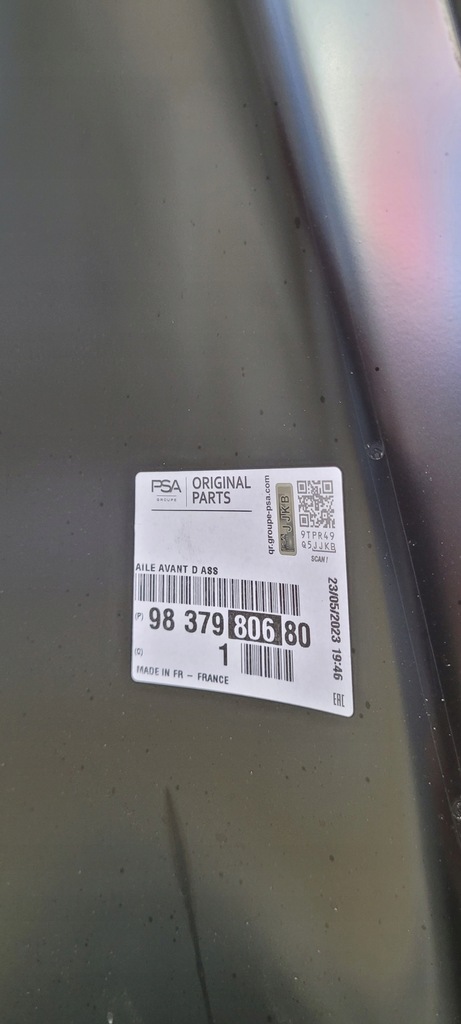 PSA
GROUPE
ORIGINAL
PARTS
qr.groupe-psa.com
JJKB
9TPR49
Q5JJKB
SCAN!
AILE AVANT D ASS
(P) 98 379 806 80
(Q) 1
MADE IN FR - FRANCE
23/05/2023 19:46
EAC